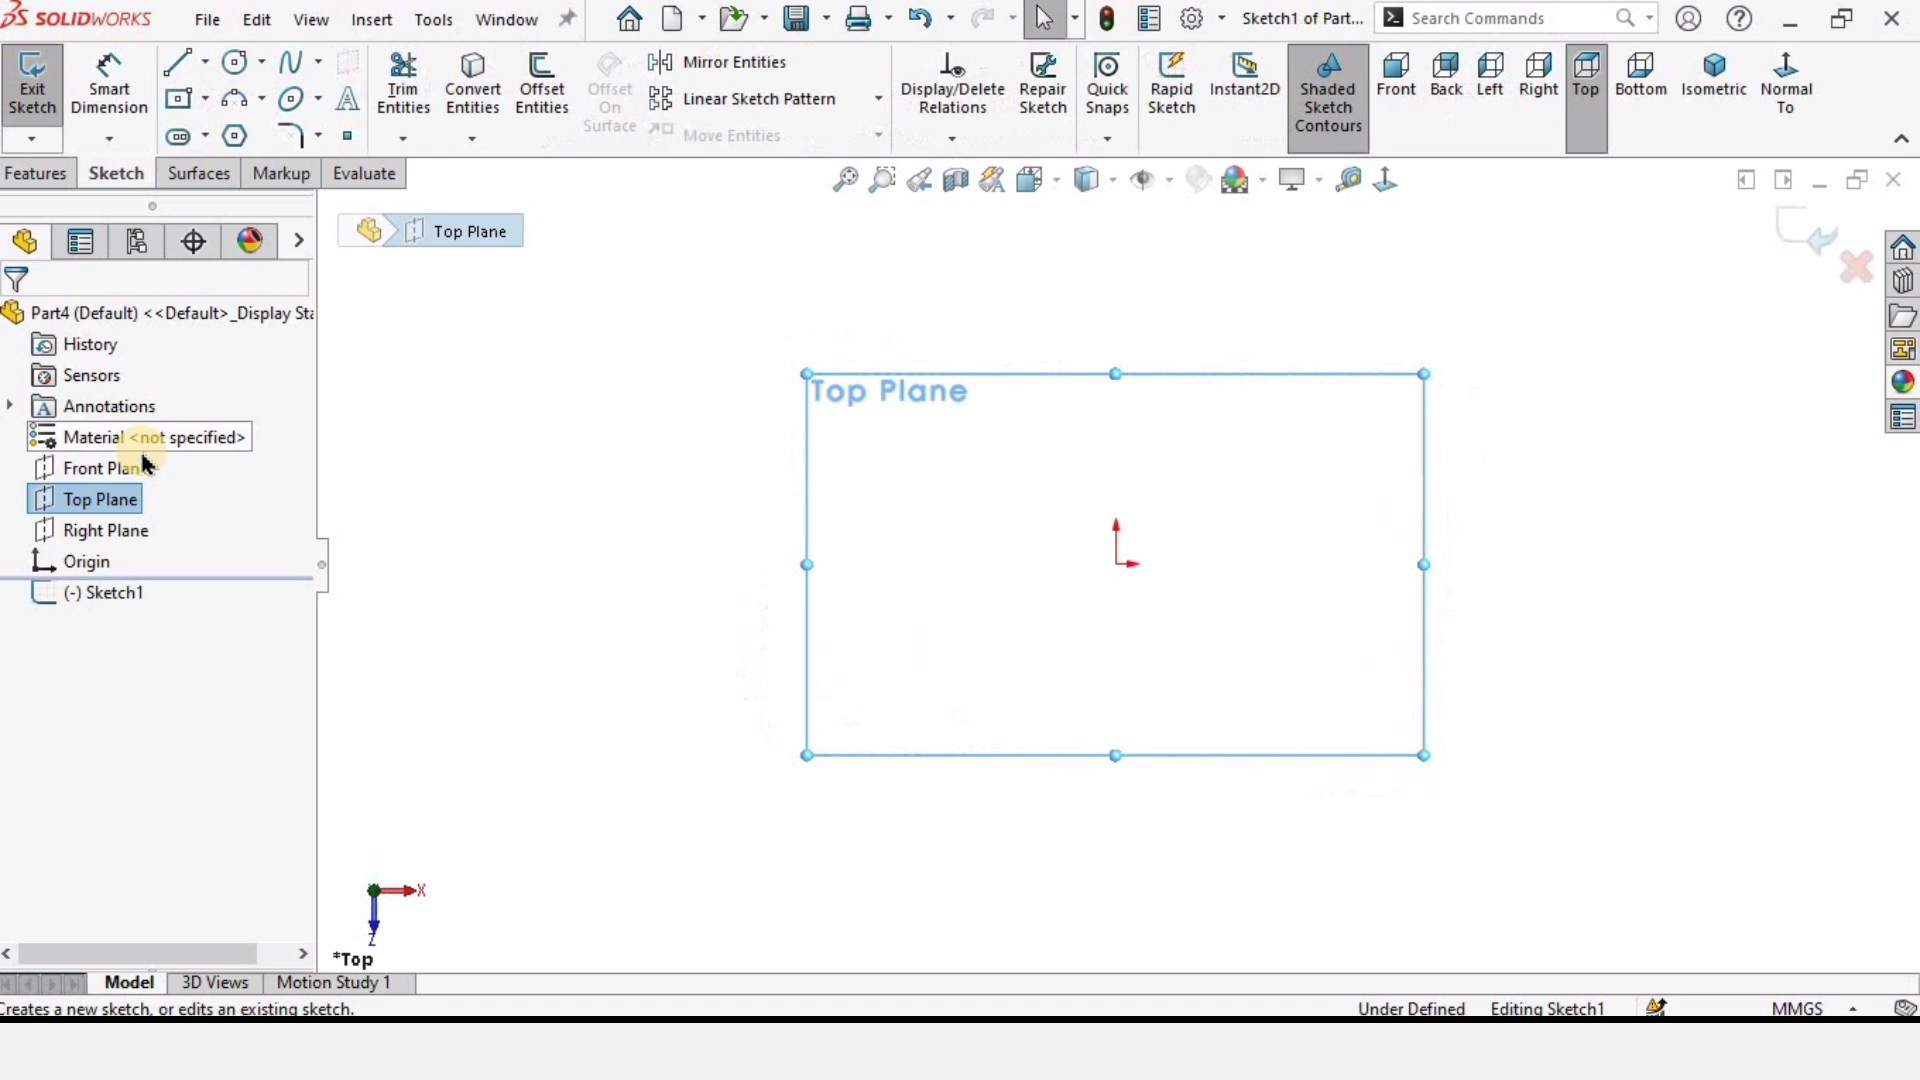 SOLIDWORKS File Edit View Insert Tools Window Sketch1 of Part... Search Commands
Exit Sketch
Smart Dimension
Trim Entities
Convert Entities
Offset Entities
Offset On Surface
Mirror Entities
Linear Sketch Pattern
Move Entities
Display/Delete Relations
Repair Sketch
Quick Snaps
Rapid Sketch
Instant2D
Shaded Sketch Contours
Front Back Left Right Top Bottom Isometric Normal To
Features Sketch Surfaces Markup Evaluate
Top Plane
Part4 (Default) <<Default>_Display Sta
History
Sensors
Annotations
Material <not specified>
Front Plane
Top Plane
Right Plane
Origin
(-) Sketch1
Top Plane
X
Z
*Top
Model 3D Views Motion Study 1
Creates a new sketch, or edits an existing sketch. Under Defined Editing Sketch1 MMGS